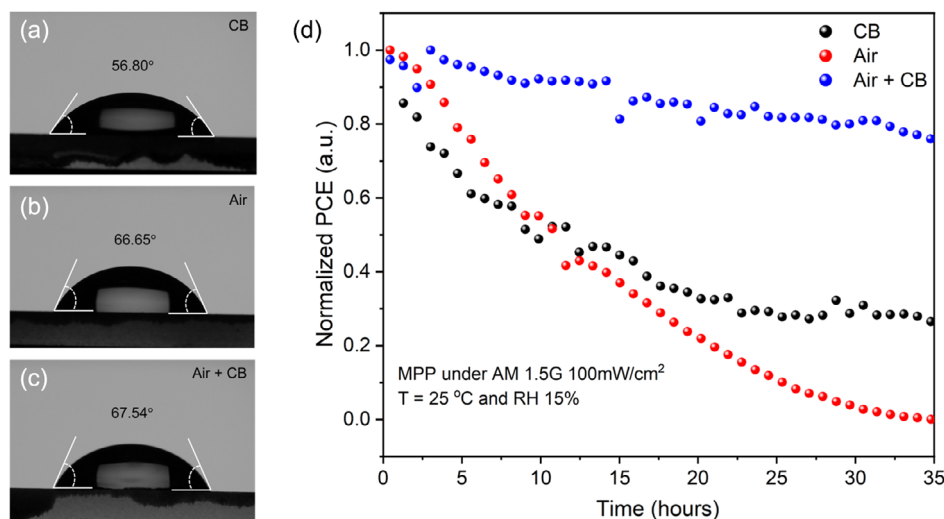 (a)
CB
56.80°
(b)
Air
66.65°
(c)
Air + CB
67.54°
(d)
CB
Air
Air + CB
Normalized PCE (a.u.)
1.0
0.8
0.6
0.4
0.2
0.0
MPP under AM 1.5G 100mW/cm²
T = 25 °C and RH 15%
0 5 10 15 20 25 30 35
Time (hours)